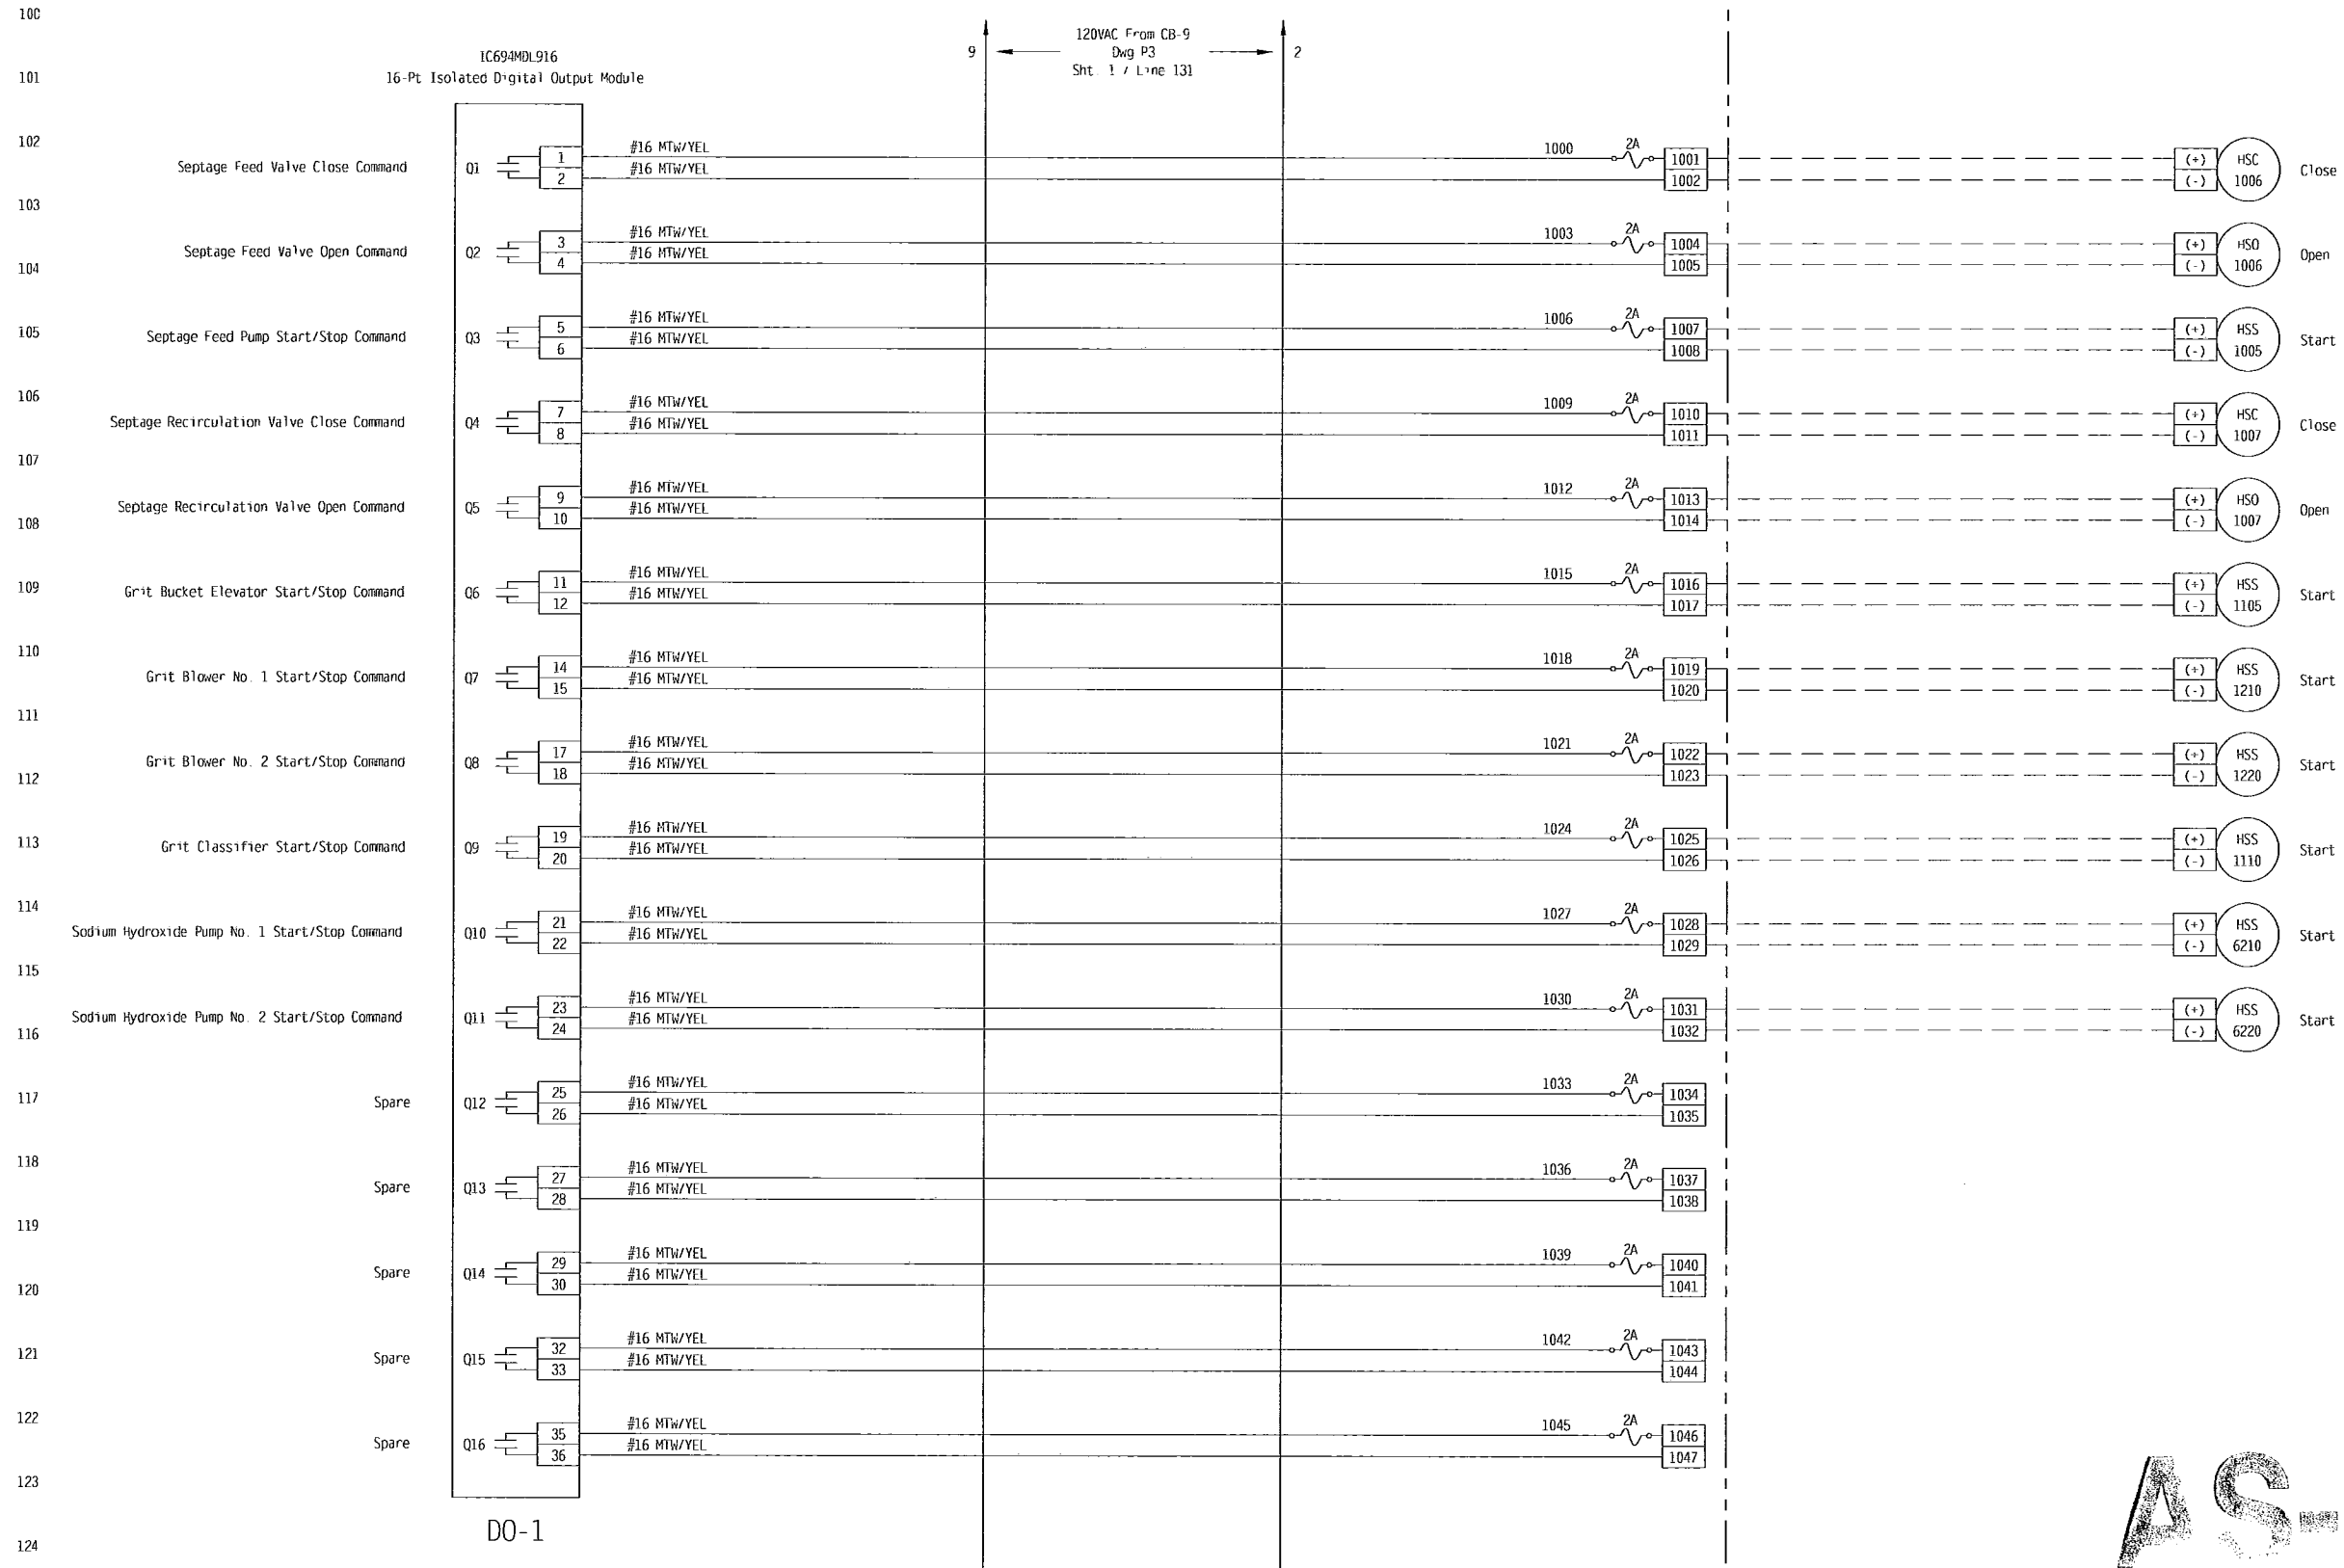 100
120VAC From CB-9
9
Dwg P3
2
Sht. 1 / Line 131
IC694MDL916
101
16-Pt Isolated Digital Output Module
102
Septage Feed Valve Close Command Q1 1 #16 MTW/YEL 1000 2A 1001 (+) HSC Close
2 #16 MTW/YEL 1002 (-) 1006
103
Septage Feed Valve Open Command Q2 3 #16 MTW/YEL 1003 2A 1004 (+) HSO Open
104
4 #16 MTW/YEL 1005 (-) 1006
105
Septage Feed Pump Start/Stop Command Q3 5 #16 MTW/YEL 1006 2A 1007 (+) HSS Start
6 #16 MTW/YEL 1008 (-) 1005
106
Septage Recirculation Valve Close Command Q4 7 #16 MTW/YEL 1009 2A 1010 (+) HSC Close
8 #16 MTW/YEL 1011 (-) 1007
107
Septage Recirculation Valve Open Command Q5 9 #16 MTW/YEL 1012 2A 1013 (+) HSO Open
108
10 #16 MTW/YEL 1014 (-) 1007
109
Grit Bucket Elevator Start/Stop Command Q6 11 #16 MTW/YEL 1015 2A 1016 (+) HSS Start
12 #16 MTW/YEL 1017 (-) 1105
110
Grit Blower No. 1 Start/Stop Command Q7 14 #16 MTW/YEL 1018 2A 1019 (+) HSS Start
15 #16 MTW/YEL 1020 (-) 1210
111
Grit Blower No. 2 Start/Stop Command Q8 17 #16 MTW/YEL 1021 2A 1022 (+) HSS Start
112
18 #16 MTW/YEL 1023 (-) 1220
113
Grit Classifier Start/Stop Command Q9 19 #16 MTW/YEL 1024 2A 1025 (+) HSS Start
20 #16 MTW/YEL 1026 (-) 1110
114
Sodium Hydroxide Pump No. 1 Start/Stop Command Q10 21 #16 MTW/YEL 1027 2A 1028 (+) HSS Start
22 #16 MTW/YEL 1029 (-) 6210
115
Sodium Hydroxide Pump No. 2 Start/Stop Command Q11 23 #16 MTW/YEL 1030 2A 1031 (+) HSS Start
116
24 #16 MTW/YEL 1032 (-) 6220
117
Spare Q12 25 #16 MTW/YEL 1033 2A 1034
26 #16 MTW/YEL 1035
118
Spare Q13 27 #16 MTW/YEL 1036 2A 1037
28 #16 MTW/YEL 1038
119
Spare Q14 29 #16 MTW/YEL 1039 2A 1040
120
30 #16 MTW/YEL 1041
121
Spare Q15 32 #16 MTW/YEL 1042 2A 1043
33 #16 MTW/YEL 1044
122
Spare Q16 35 #16 MTW/YEL 1045 2A 1046
36 #16 MTW/YEL 1047
123
DO-1
AS-
124